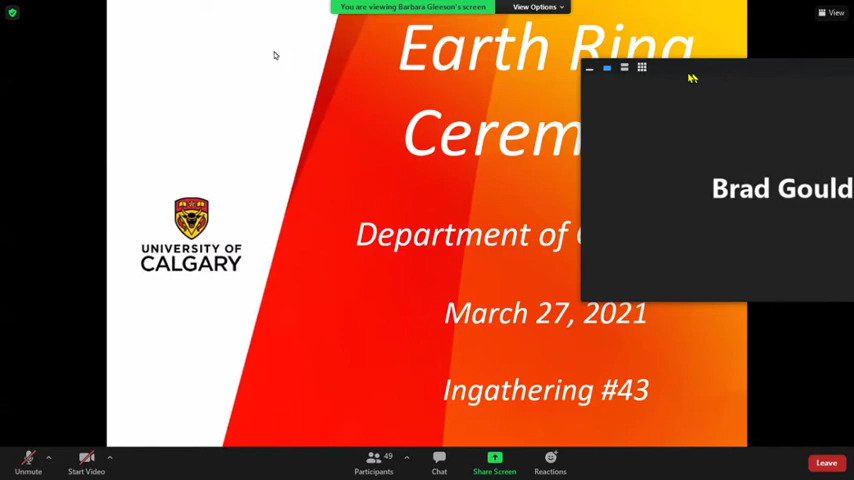 You are viewing Barbara Gleeson's screen
View Options
View
Earth Ring
Cerem
Brad Gould
UNIVERSITY OF
CALGARY
Department of
March 27, 2021
Ingathering #43
Unmute
Start Video
49
Participants
Chat
Share Screen
Reactions
Leave